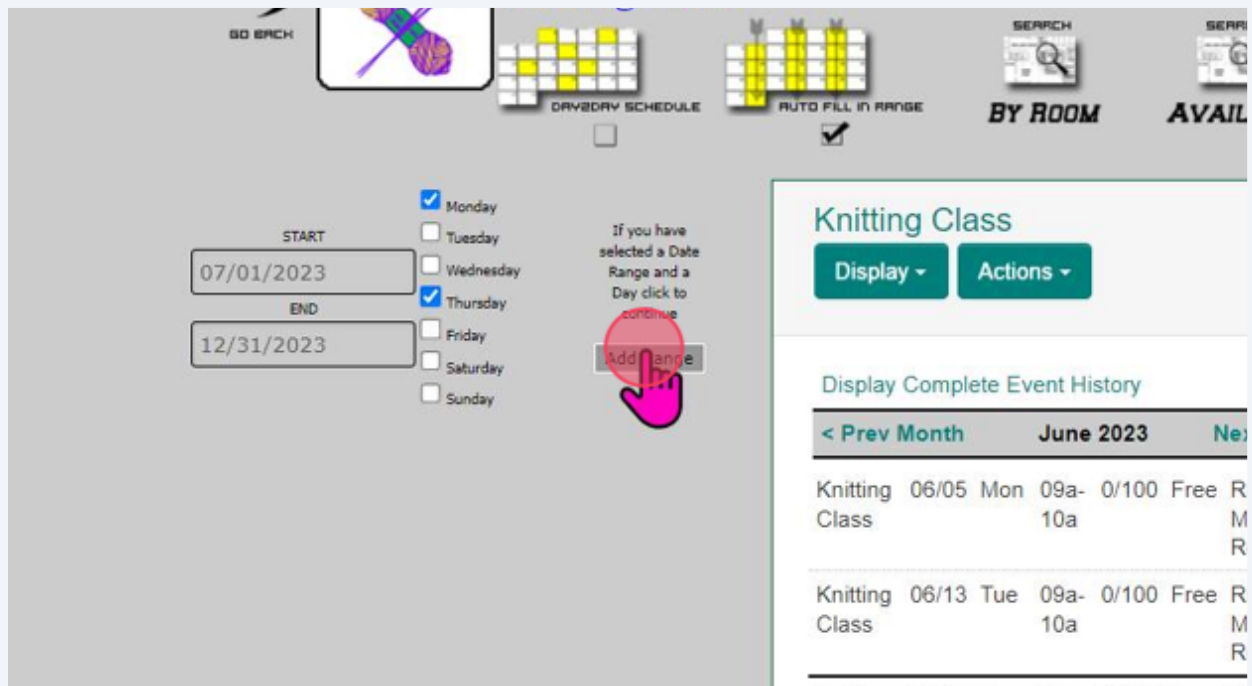 GO BACK
DAY2DAY SCHEDULE
AUTO FILL IN RANGE
SEARCH
BY ROOM
START
07/01/2023
END
12/31/2023
Monday
Tuesday
Wednesday
Thursday
Friday
Saturday
Sunday
If you have
selected a Date
Range and a
Day click to
continue
Add Range
Knitting Class
Display
Actions
Display Complete Event History
< Prev Month June 2023
Knitting 06/05 Mon 09a- 0/100 Free R
Class 10a M
R
Knitting 06/13 Tue 09a- 0/100 Free R
Class 10a M
R